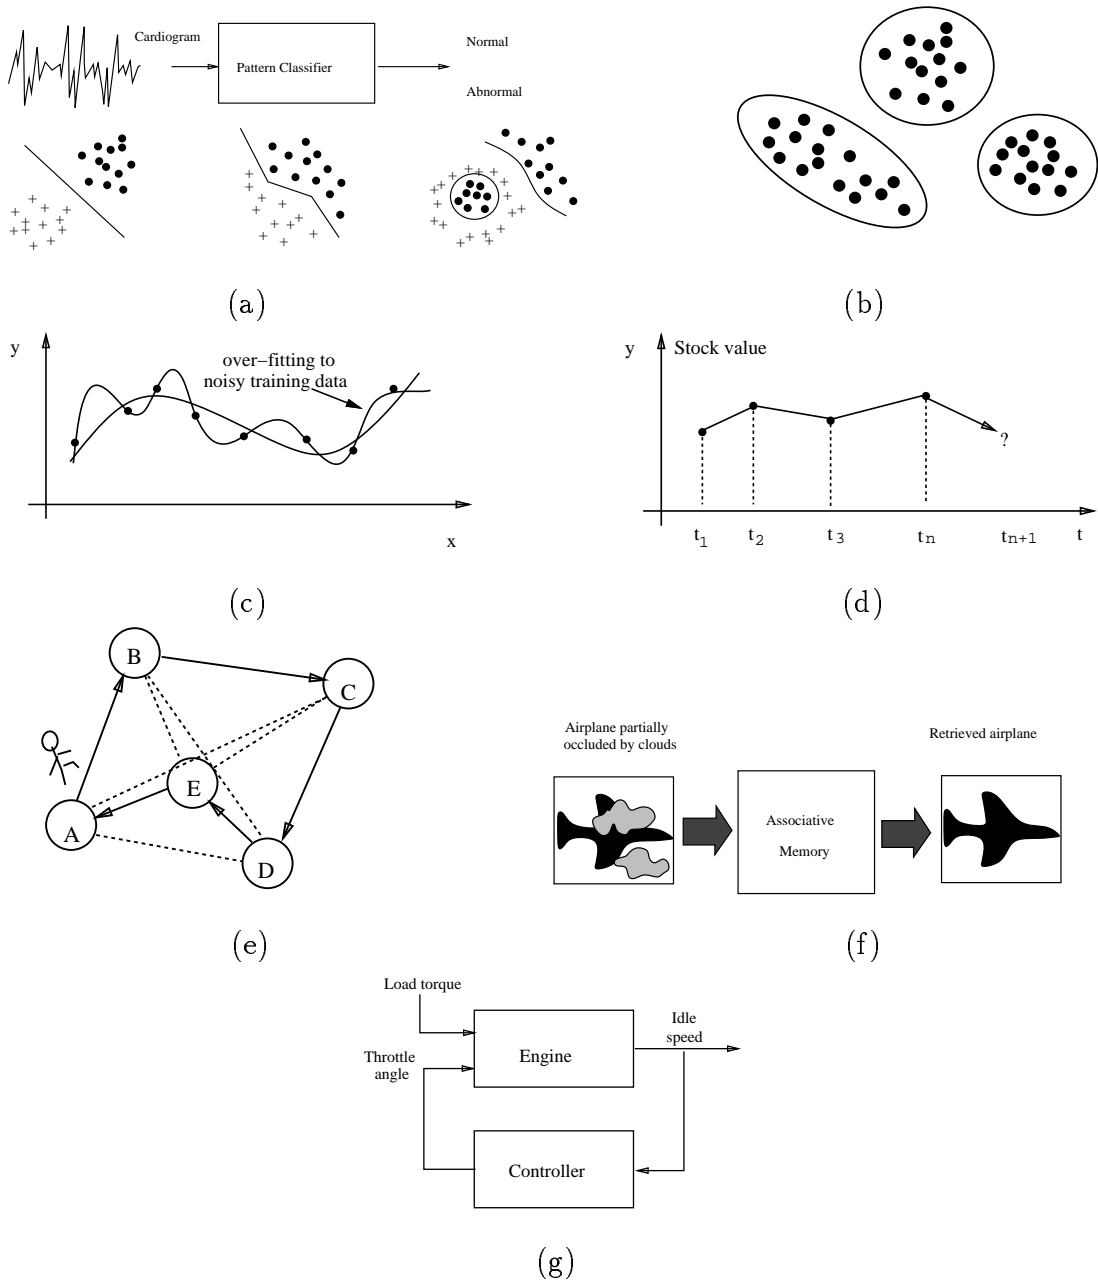 Cardiogram
Pattern Classifier
Normal
Abnormal
(a)
(b)
y
over−fitting to
noisy training data
x
(c)
y
Stock value
?
t1 t2 t3 tn tn+1 t
(d)
B
C
E
A
D
(e)
Airplane partially
occluded by clouds
Associative
Memory
Retrieved airplane
(f)
Load torque
Engine
Idle
speed
Throttle
angle
Controller
(g)